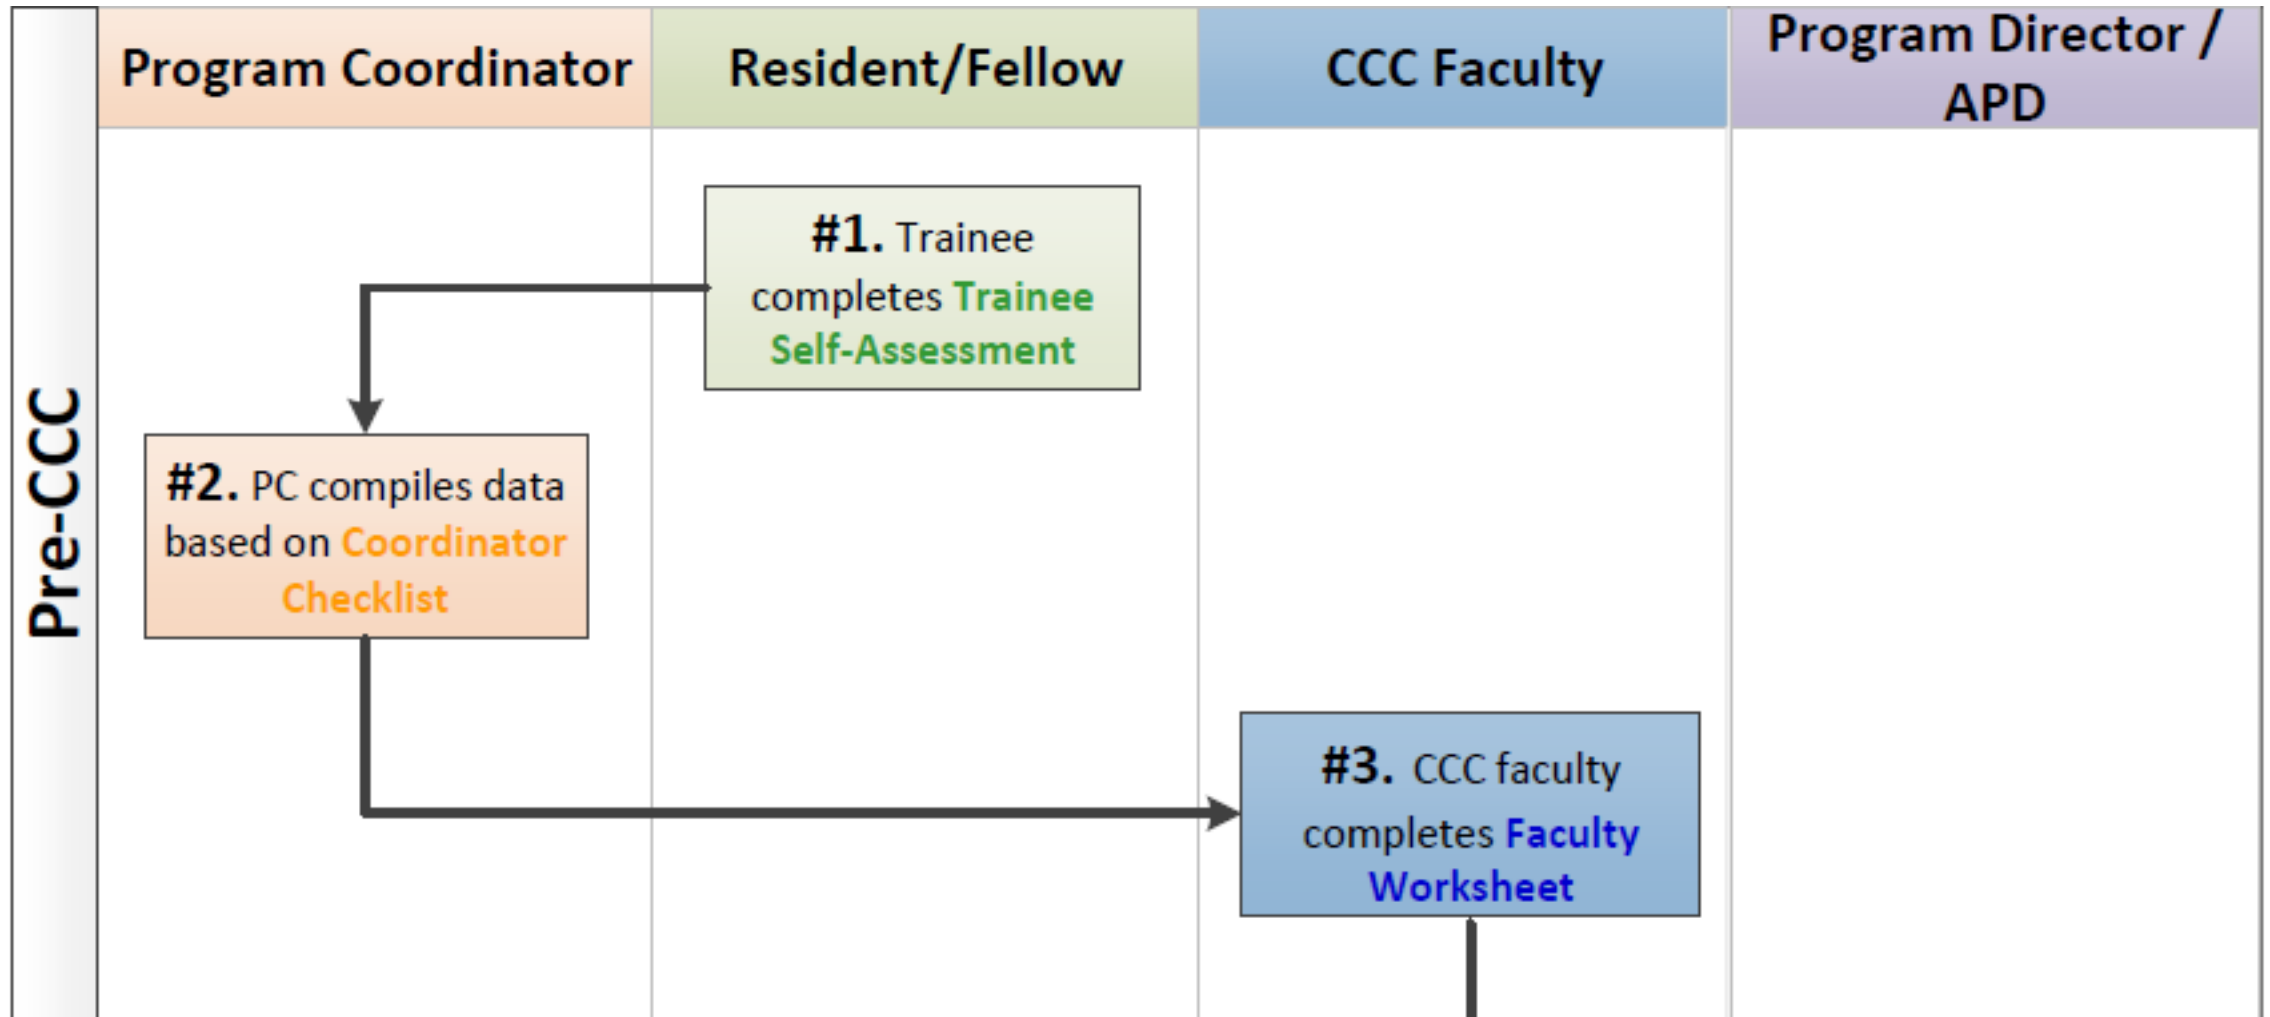 Program Coordinator
Resident/Fellow
CCC Faculty
Program Director /
APD
Pre-CCC
#1. Trainee
completes Trainee
Self-Assessment
#2. PC compiles data
based on Coordinator
Checklist
#3. CCC faculty
completes Faculty
Worksheet